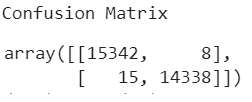 Confusion Matrix
array([[15342,     8],
       [   15, 14338]])